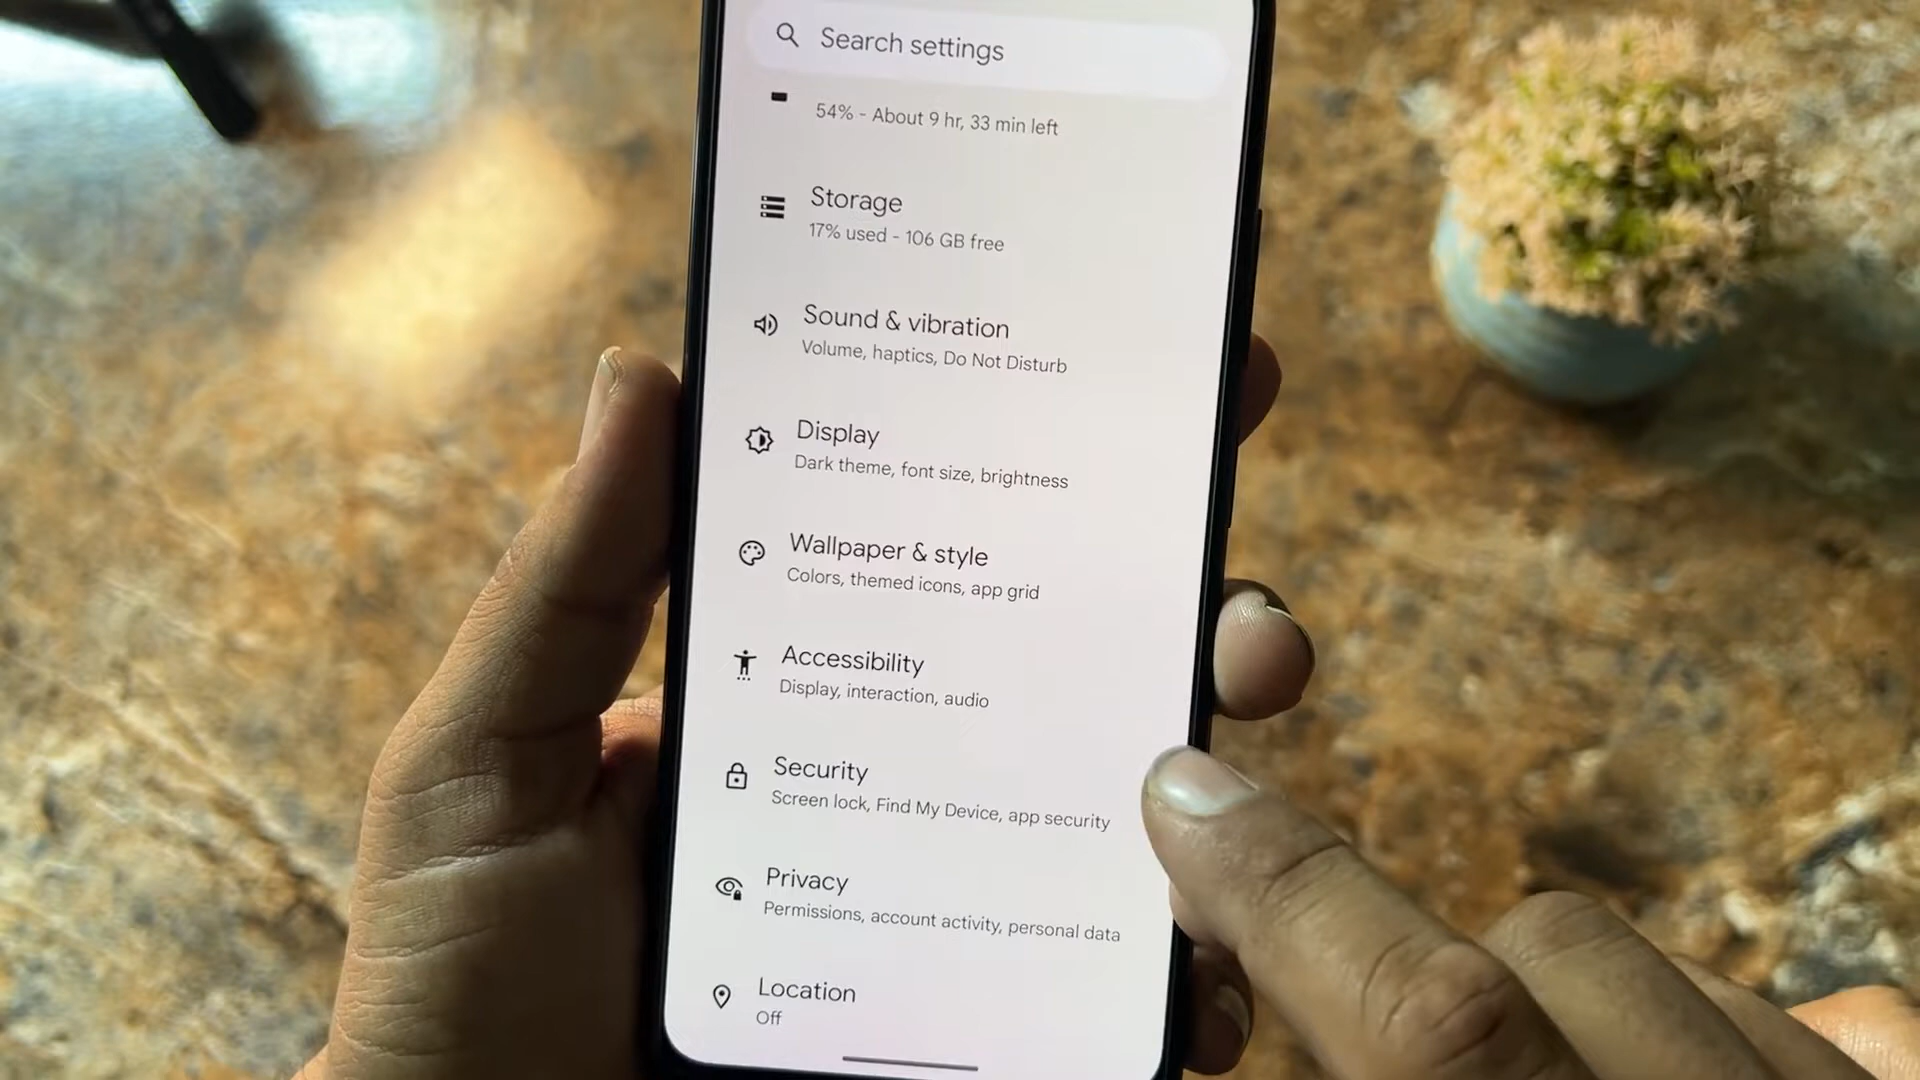 Search settings
54% - About 9 hr, 33 min left
Storage
17% used - 106 GB free
Sound & vibration
Volume, haptics, Do Not Disturb
Display
Dark theme, font size, brightness
Wallpaper & style
Colors, themed icons, app grid
Accessibility
Display, interaction, audio
Security
Screen lock, Find My Device, app security
Privacy
Permissions, account activity, personal data
Location
Off